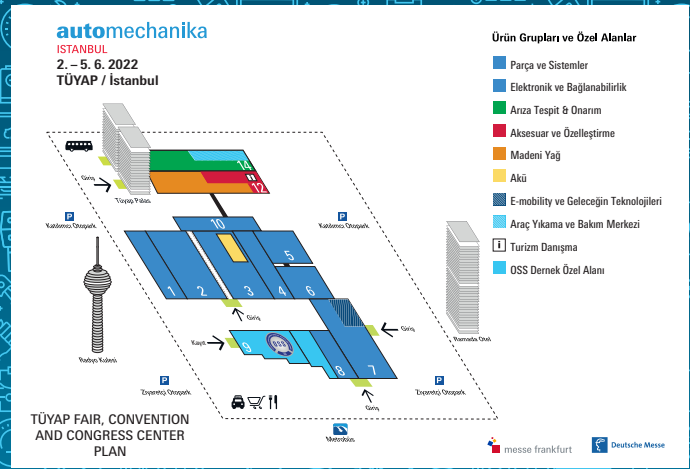 automechanika
ISTANBUL
2. – 5. 6. 2022
TÜYAP / İstanbul
Ürün Grupları ve Özel Alanlar
Parça ve Sistemler
Elektronik ve Bağlanabilirlik
Arıza Tespit & Onarım
Aksesuar ve Özelleştirme
Madeni Yağ
Akü
E-mobility ve Geleceğin Teknolojileri
Araç Yıkama ve Bakım Merkezi
i Turizm Danışma
OSS Dernek Özel Alanı
14
i
12
Giriş
Tüyap Palas
P
Katılımcı Otopark
P
Katılımcı Otopark
10
5
1
2
3
4
6
Giriş
Giriş
Kayıt
9
OSS
8
7
Radyo Kulesi
Ramada Otel
P
Ziyaretçi Otopark
P
Ziyaretçi Otopark
Giriş
Metrobüs
TÜYAP FAIR, CONVENTION
AND CONGRESS CENTER
PLAN
messe frankfurt
Deutsche Messe